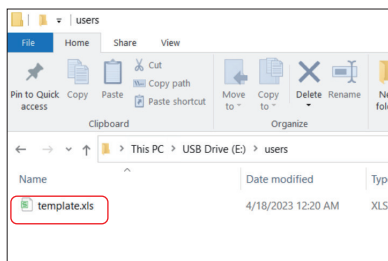 users
File Home Share View
Pin to Quick access
Copy
Paste
Cut
Copy path
Paste shortcut
Clipboard
Move to
Copy to
Delete
Rename
Organize
This PC > USB Drive (E:) > users
Name Date modified
template.xls 4/18/2023 12:20 AM XLS